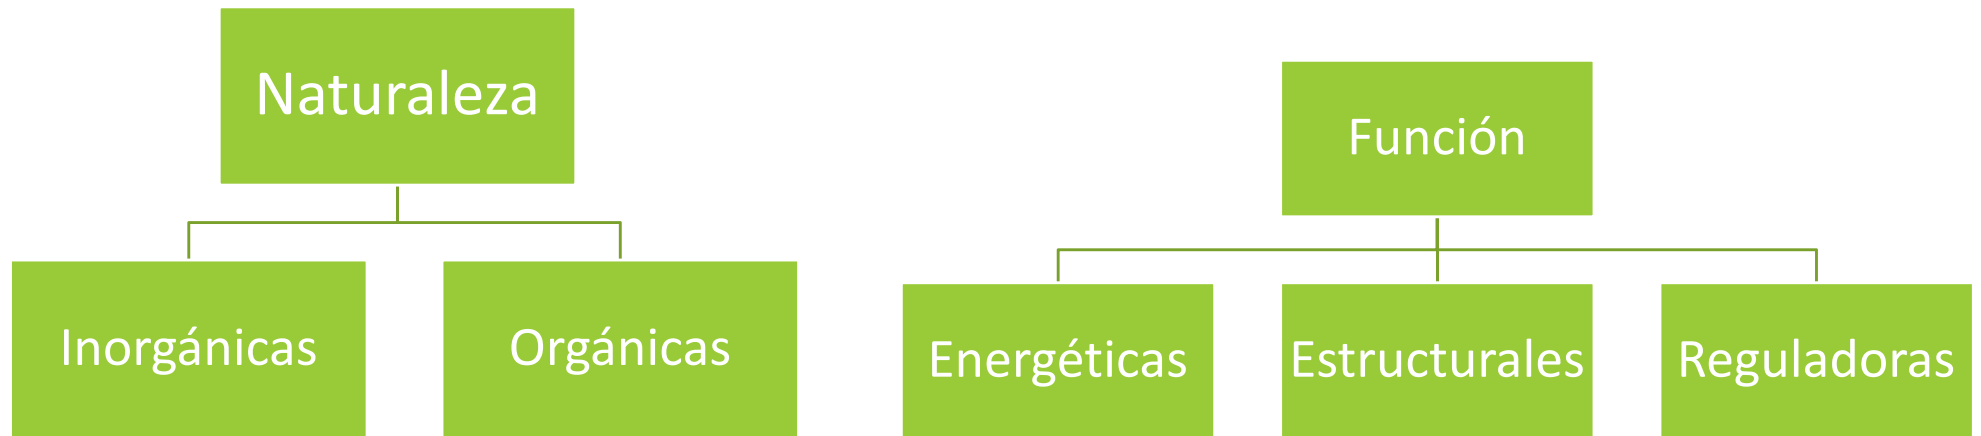 Naturaleza
Inorgánicas
Orgánicas
Función
Energéticas
Estructurales
Reguladoras